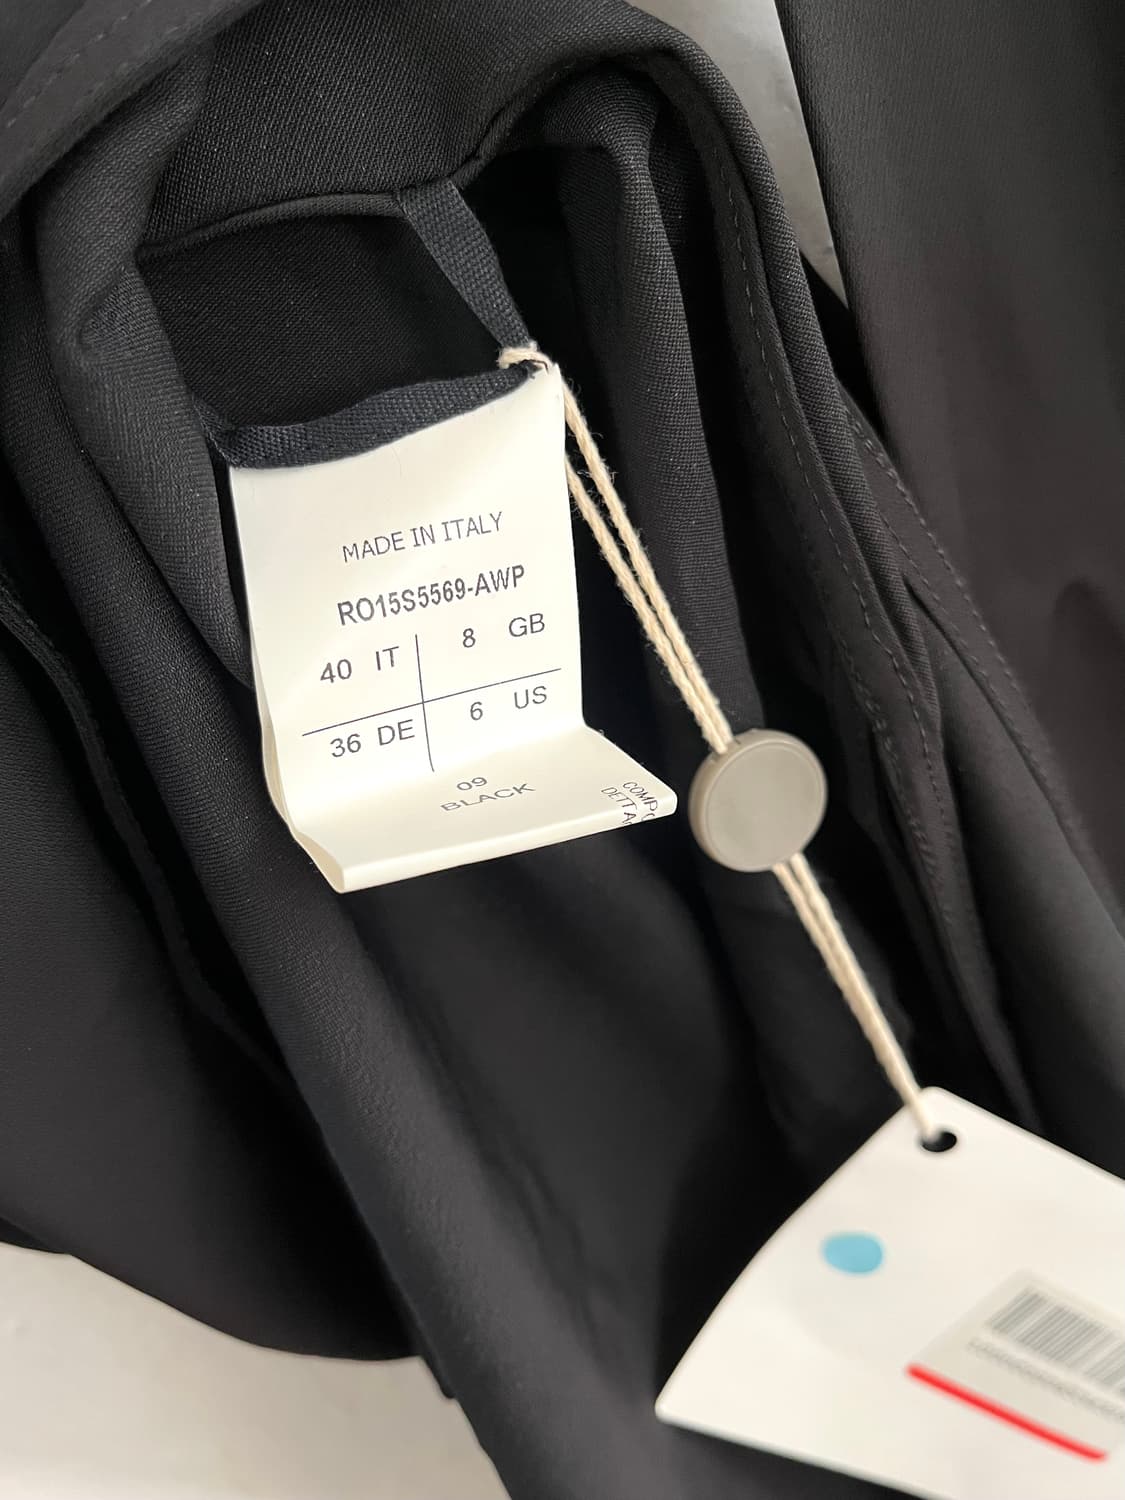 MADE IN ITALY
RO15S5569-AWP
40 IT 8 GB
36 DE 6 US
09
BLACK